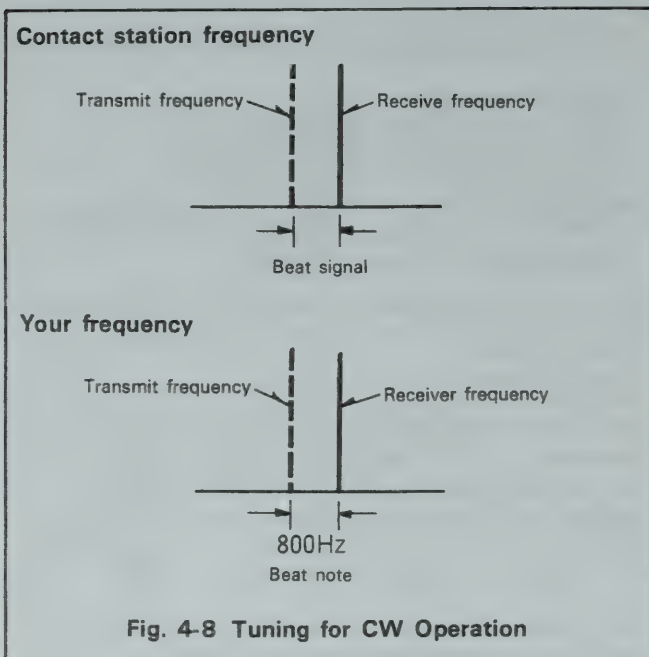 Contact station frequency
Transmit frequency
Receive frequency
Beat signal
Your frequency
Transmit frequency
Receiver frequency
800Hz
Beat note
Fig. 4-8 Tuning for CW Operation